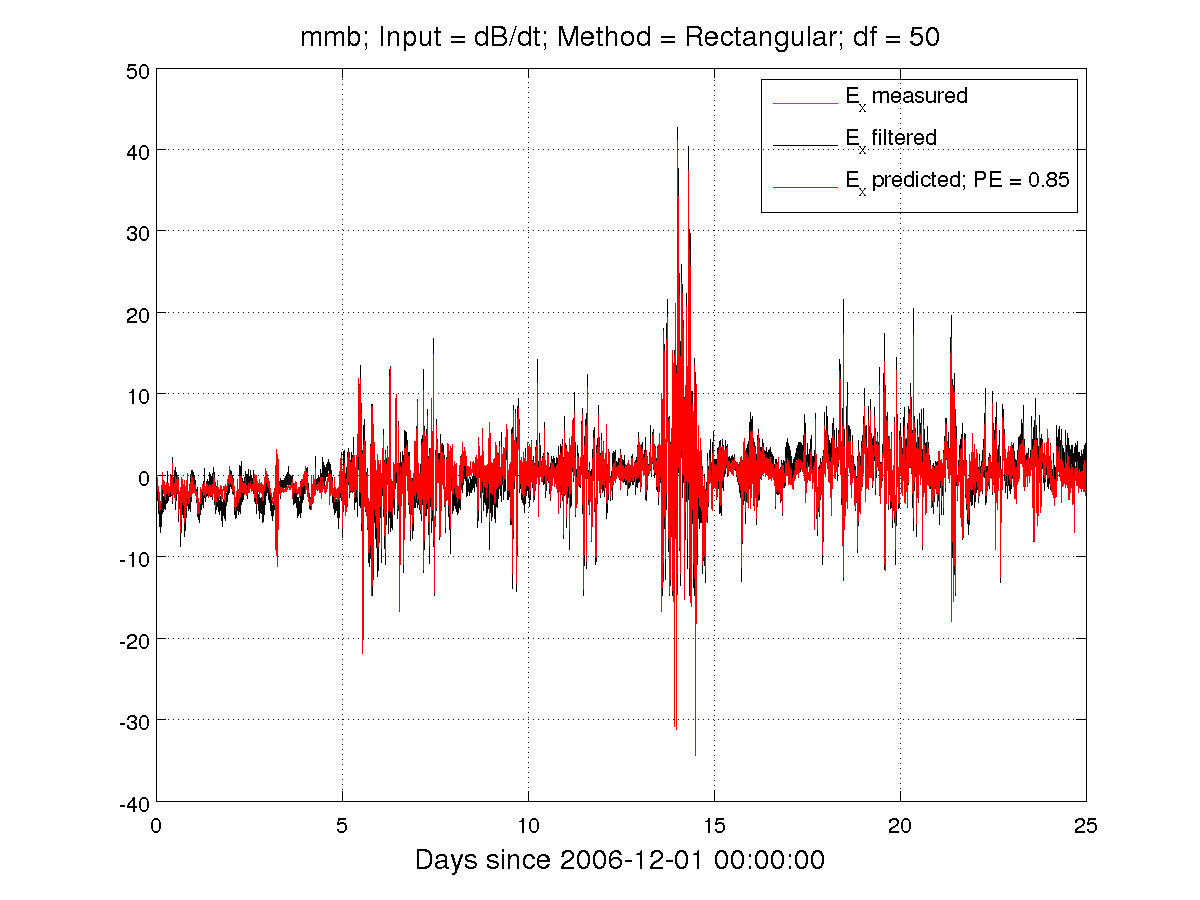 mmb; Input = dB/dt; Method = Rectangular; df = 50
50
40
30
20
10
0
-10
-20
-30
-40
Ex measured
Ex filtered
Ex predicted; PE = 0.85
0 5 10 15 20 25
Days since 2006-12-01 00:00:00